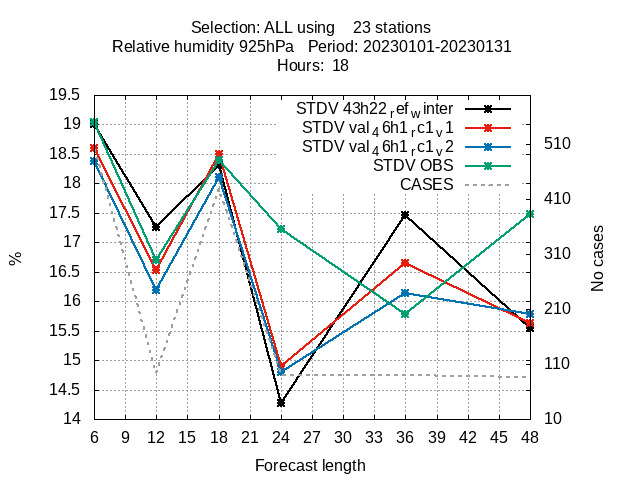 Selection: ALL using 23 stations
Relative humidity 925hPa Period: 20230101-20230131
Hours: 18
19.5
19
18.5
18
17.5
17
16.5
16
15.5
15
14.5
14
%
STDV 43h22_ref_winter
STDV val_46h1_rc1_v1
STDV val_46h1_rc1_v2
STDV OBS
CASES
510
410
310
210
110
10
No cases
6 9 12 15 18 21 24 27 30 33 36 39 42 45 48
Forecast length